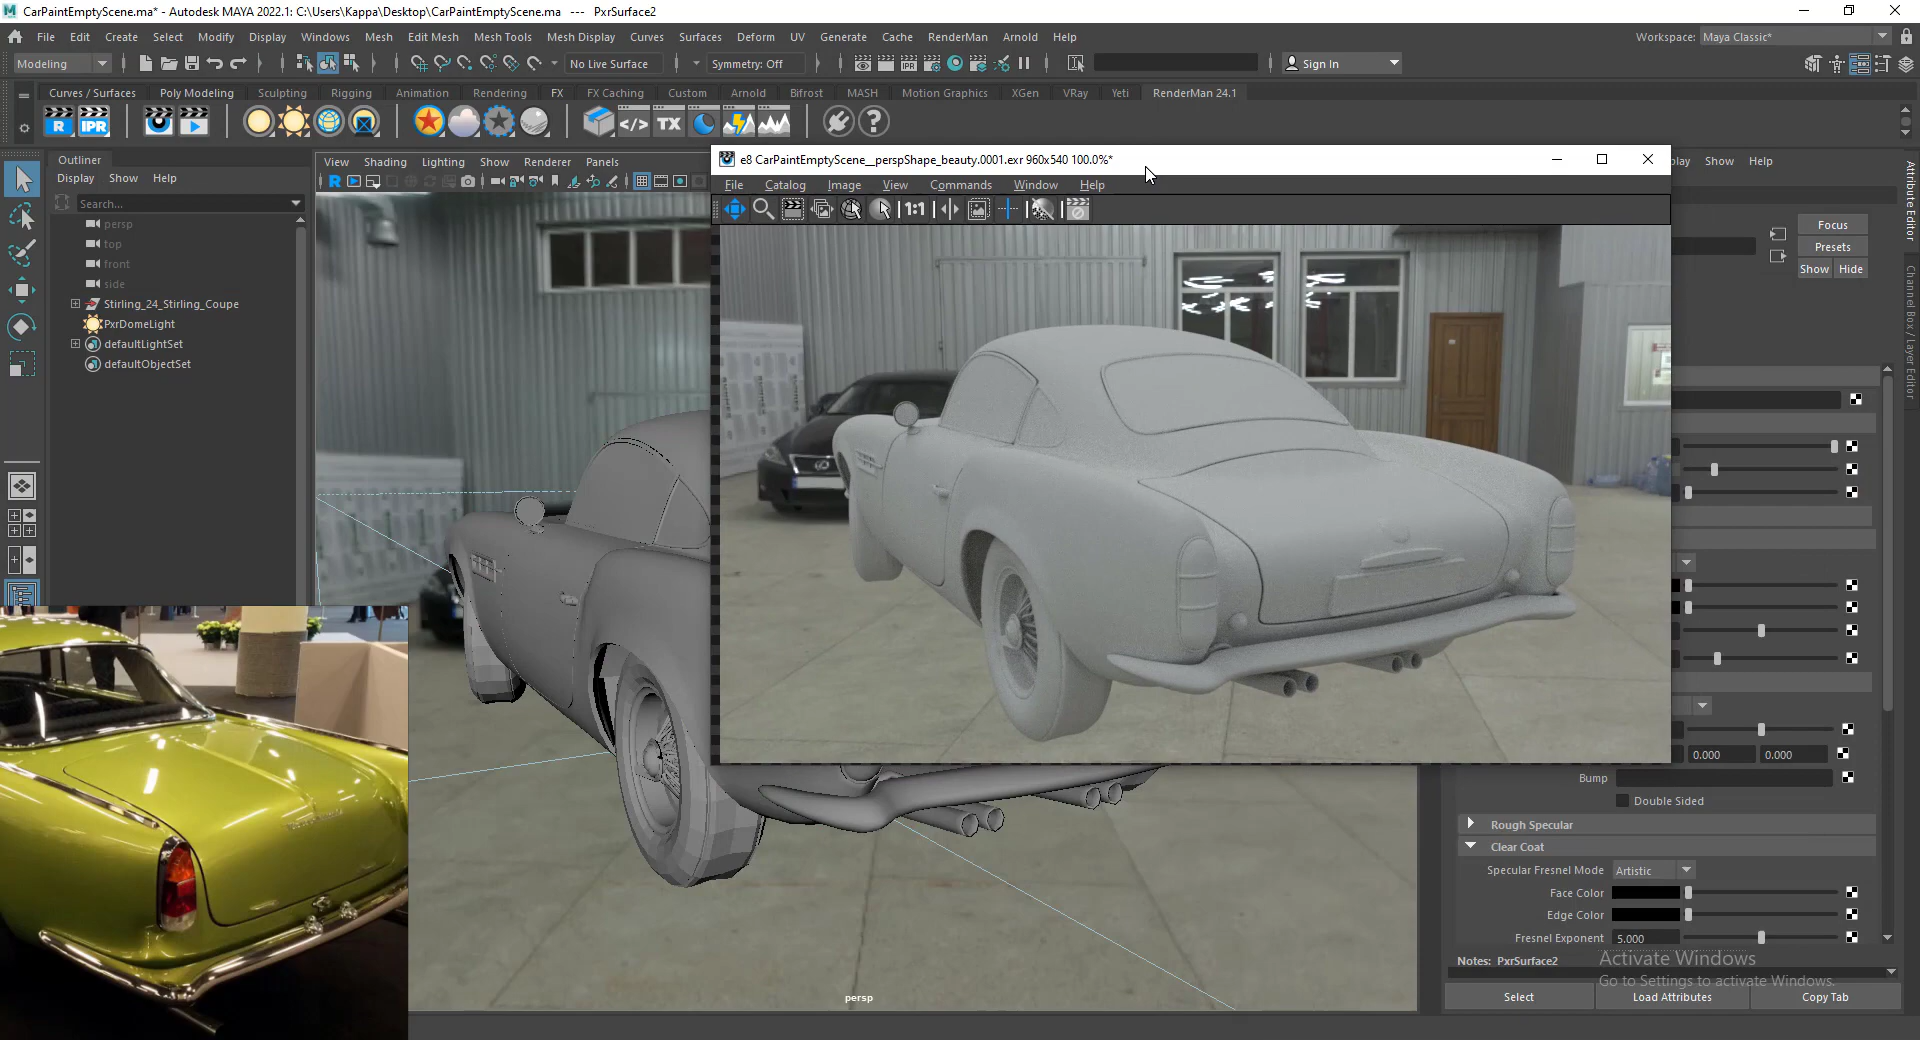 CarPaintEmptyScene.ma* - Autodesk MAYA 2022.1: C:\Users\Kappa\Desktop\CarPaintEmptyScene.ma   ---   PxrSurface2
File Edit Create Select Modify Display Windows Mesh Edit Mesh Mesh Tools Mesh Display Curves Surfaces Deform UV Generate Cache RenderMan Arnold Help
Workspace: Maya Classic*
Modeling
No Live Surface
Symmetry: Off
IPR
Sign In
Curves / Surfaces Poly Modeling Sculpting Rigging Animation Rendering FX FX Caching Custom Arnold Bifrost MASH Motion Graphics XGen VRay Yeti RenderMan 24.1
R IPR </> TX ?
Outliner
Display Show Help
Search...
persp
top
front
side
Stirling_24_Stirling_Coupe
PxrDomeLight
defaultLightSet
defaultObjectSet
View Shading Lighting Show Renderer Panels
R
e8 CarPaintEmptyScene__perspShape_beauty.0001.exr 960x540 100.0%*
File Catalog Image View Commands Window Help
1:1
persp
play Show Help
Attribute Editor
Channel Box / Layer Editor
Focus
Presets
Show Hide
0.000 0.000
Bump
Double Sided
Rough Specular
Clear Coat
Specular Fresnel Mode Artistic
Face Color
Edge Color
Fresnel Exponent 5.000
Notes: PxrSurface2
Activate Windows
Go to Settings to activate Windows.
Select Load Attributes Copy Tab